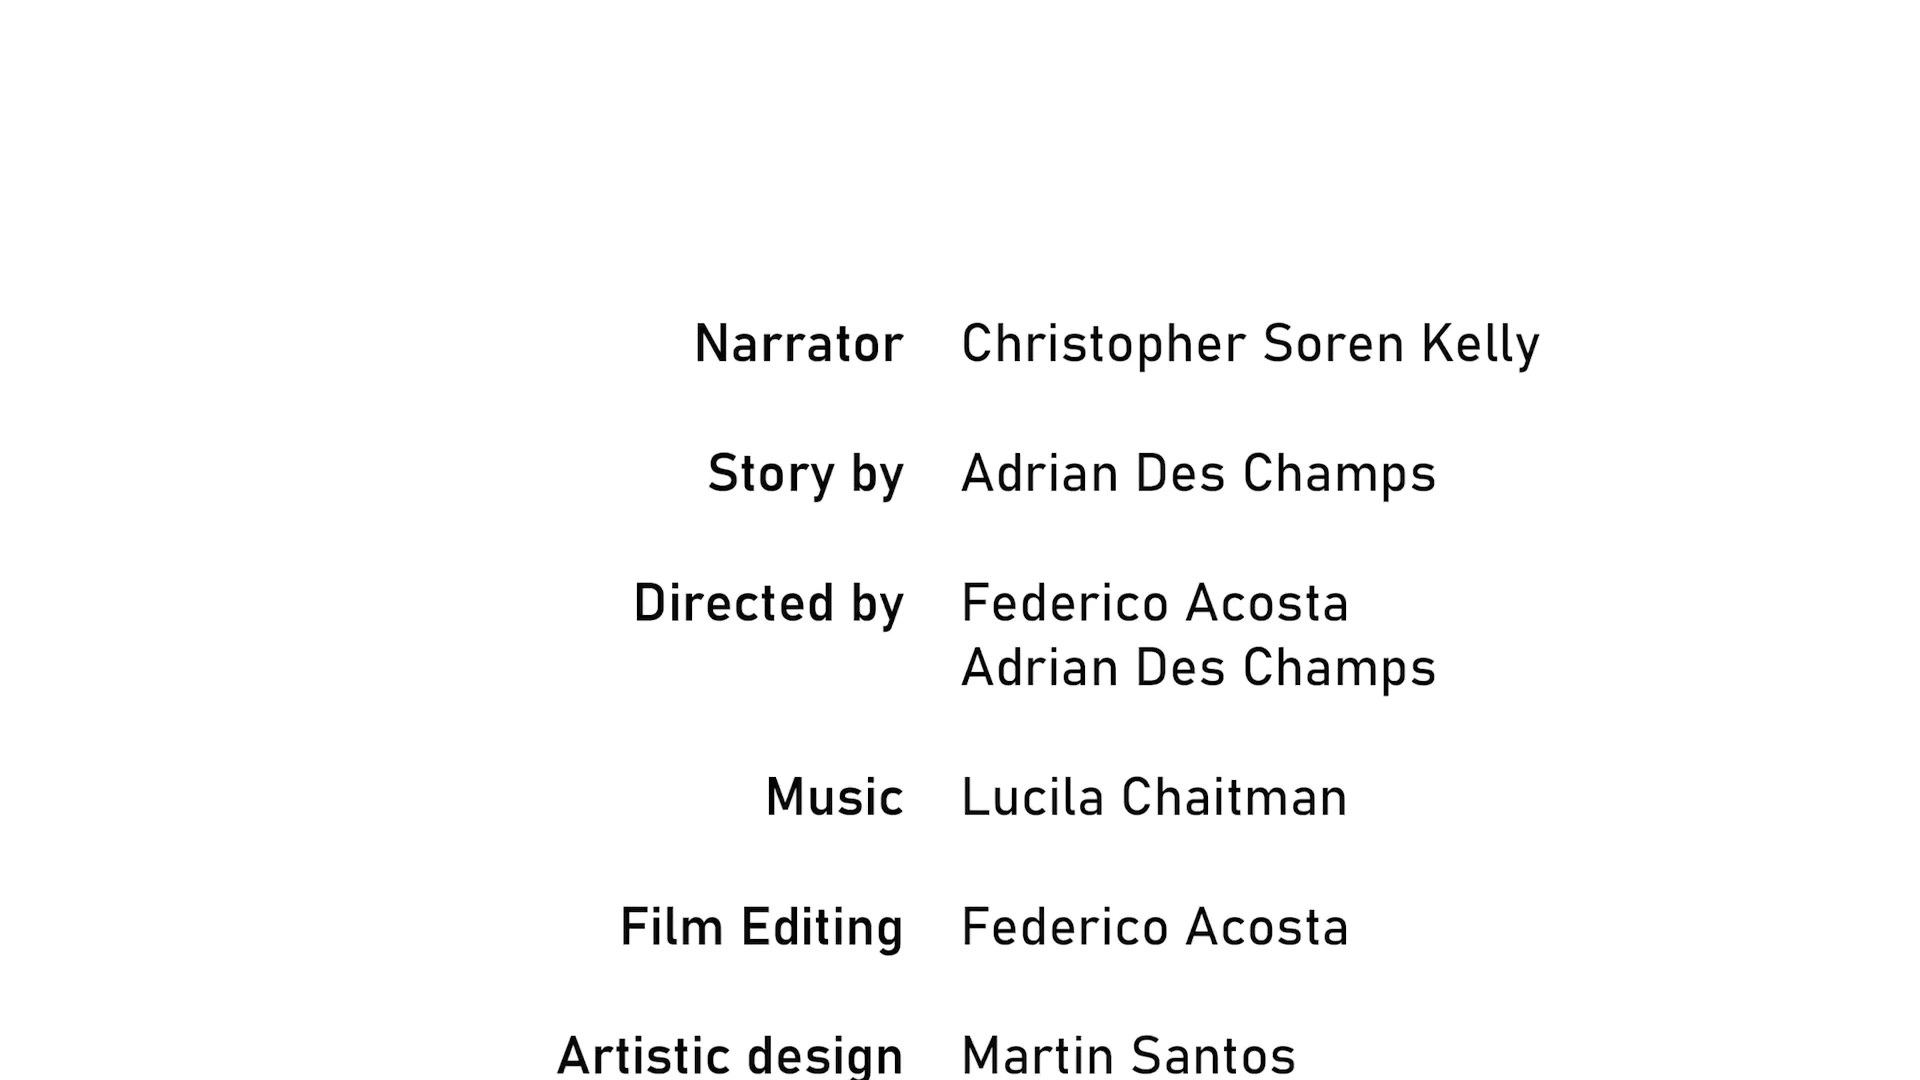 Narrator Christopher Soren Kelly
Story by Adrian Des Champs
Directed by Federico Acosta
Adrian Des Champs
Music Lucila Chaitman
Film Editing Federico Acosta
Artistic design Martin Santos